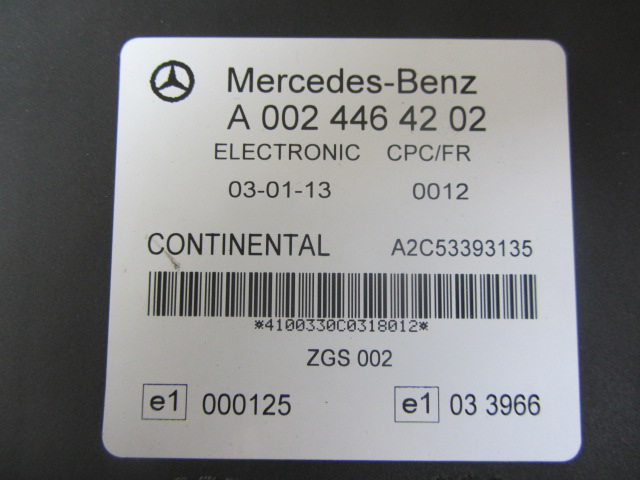 Mercedes-Benz
A 002 446 42 02
ELECTRONIC CPC/FR
03-01-13 0012
CONTINENTAL A2C53393135
*4100330C0318012*
ZGS 002
e1 000125 e1 03 3966